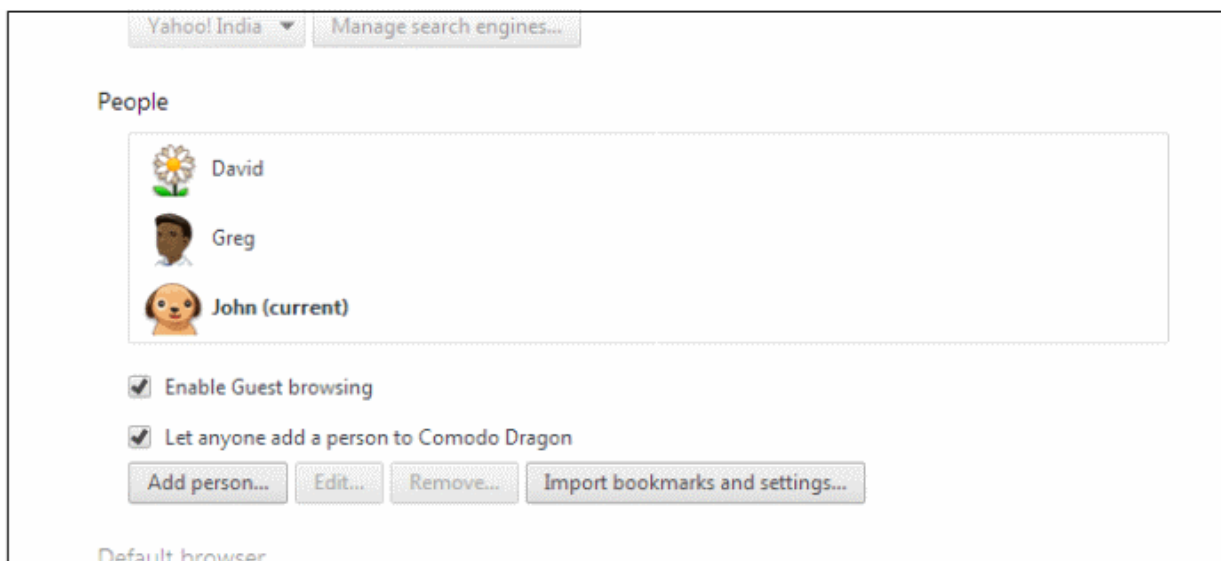 Yahoo! India Manage search engines...
People
David
Greg
John (current)
Enable Guest browsing
Let anyone add a person to Comodo Dragon
Add person... Edit... Remove... Import bookmarks and settings...
Default browser